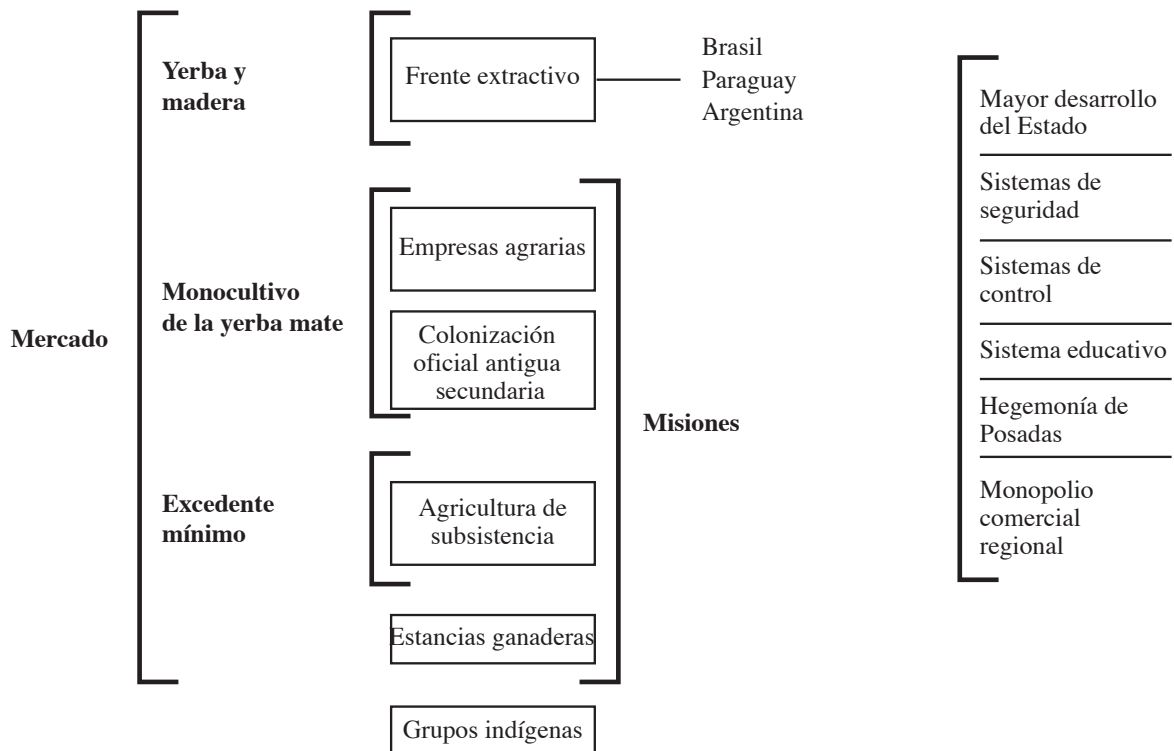 Mercado
Yerba y
madera
Frente extractivo
Brasil
Paraguay
Argentina
Monocultivo
de la yerba mate
Empresas agrarias
Colonización
oficial antigua
secundaria
Excedente
mínimo
Agricultura de
subsistencia
Estancias ganaderas
Grupos indígenas
Misiones
Mayor desarrollo
del Estado
Sistemas de
seguridad
Sistemas de
control
Sistema educativo
Hegemonía de
Posadas
Monopolio
comercial
regional